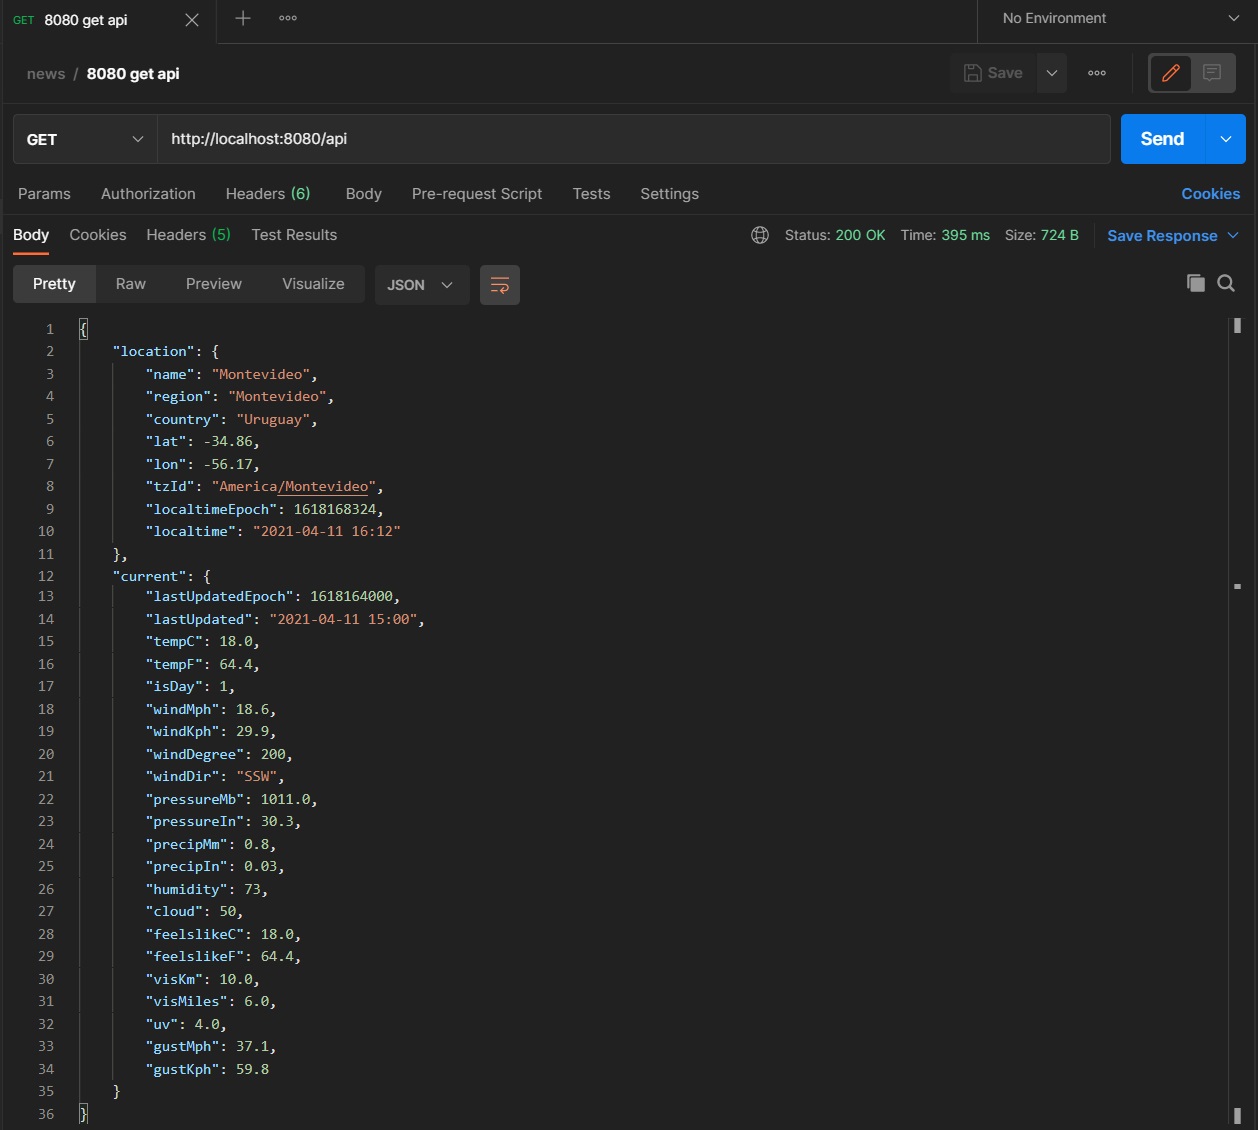 GET 8080 get api
No Environment
news / 8080 get api
Save
GET
http://localhost:8080/api
Send
Params Authorization Headers (6) Body Pre-request Script Tests Settings Cookies
Body Cookies Headers (5) Test Results Status: 200 OK Time: 395 ms Size: 724 B Save Response
Pretty Raw Preview Visualize JSON
1 {
2 "location": {
3 "name": "Montevideo",
4 "region": "Montevideo",
5 "country": "Uruguay",
6 "lat": -34.86,
7 "lon": -56.17,
8 "tzId": "America/Montevideo",
9 "localtimeEpoch": 1618168324,
10 "localtime": "2021-04-11 16:12"
11 },
12 "current": {
13 "lastUpdatedEpoch": 1618164000,
14 "lastUpdated": "2021-04-11 15:00",
15 "tempC": 18.0,
16 "tempF": 64.4,
17 "isDay": 1,
18 "windMph": 18.6,
19 "windKph": 29.9,
20 "windDegree": 200,
21 "windDir": "SSW",
22 "pressureMb": 1011.0,
23 "pressureIn": 30.3,
24 "precipMm": 0.8,
25 "precipIn": 0.03,
26 "humidity": 73,
27 "cloud": 50,
28 "feelslikeC": 18.0,
29 "feelslikeF": 64.4,
30 "visKm": 10.0,
31 "visMiles": 6.0,
32 "uv": 4.0,
33 "gustMph": 37.1,
34 "gustKph": 59.8
35 }
36 }